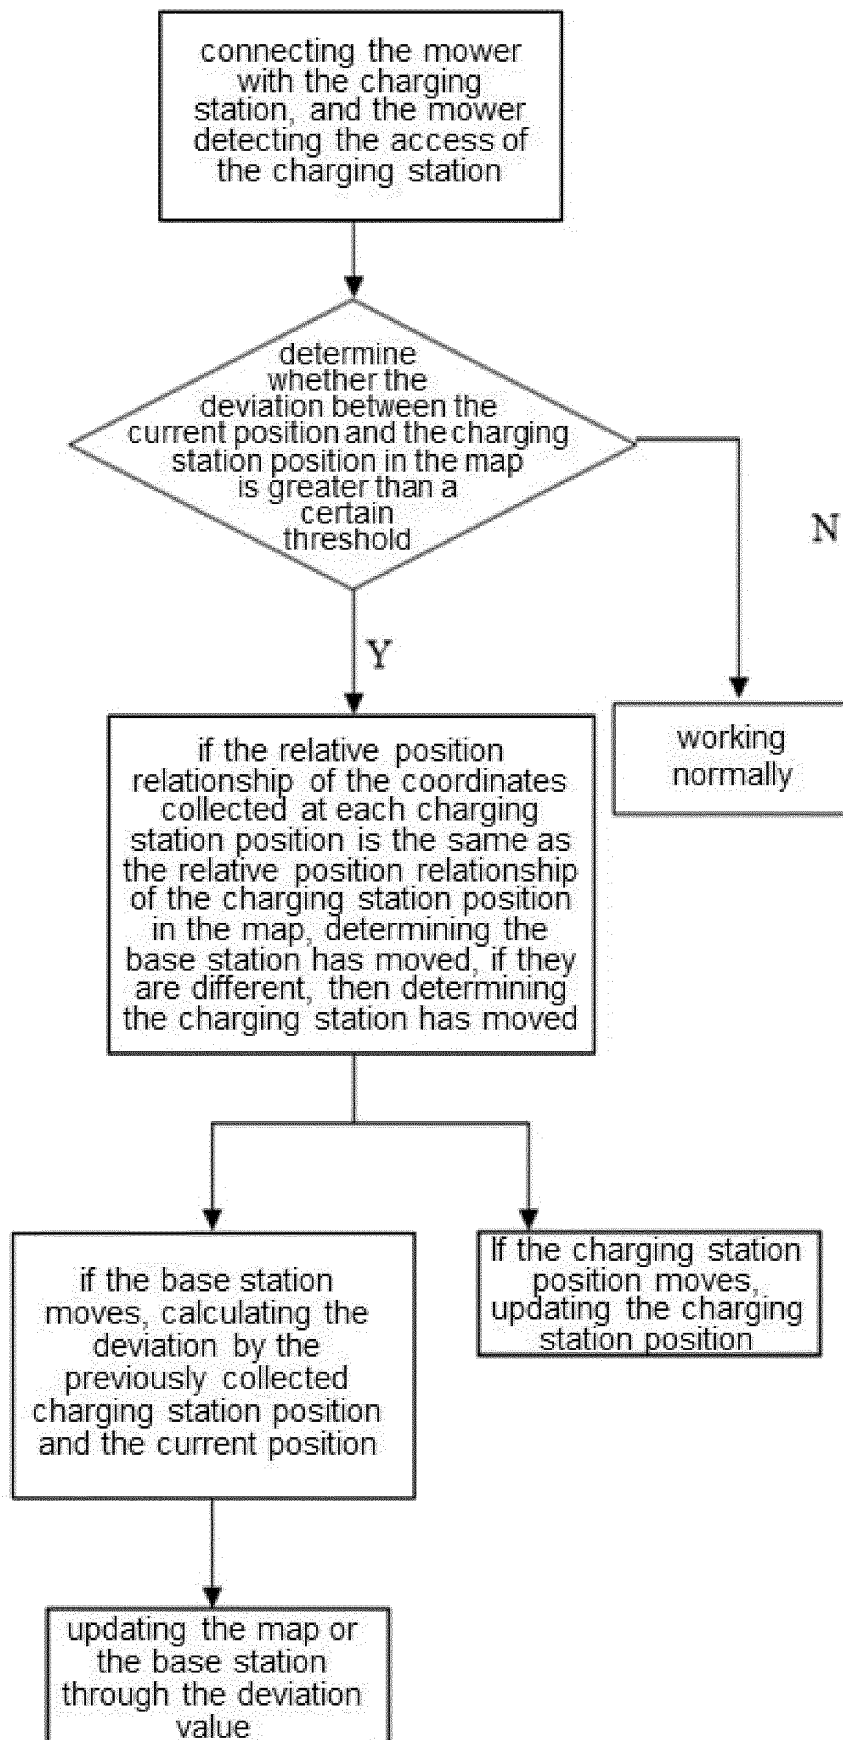 connecting the mower
with the charging
station, and the mower
detecting the access of
the charging station
determine
whether the
deviation between the
current position and the charging
station position in the map
is greater than a
certain
threshold
N
Y
working
normally
if the relative position
relationship of the coordinates
collected at each charging
station position is the same as
the relative position relationship
of the charging station position
in the map, determining the
base station has moved, if they
are different, then determining
the charging station has moved
if the base station
moves, calculating the
deviation by the
previously collected
charging station position
and the current position
If the charging station
position moves,
updating the charging
station position
updating the map or
the base station
through the deviation
value